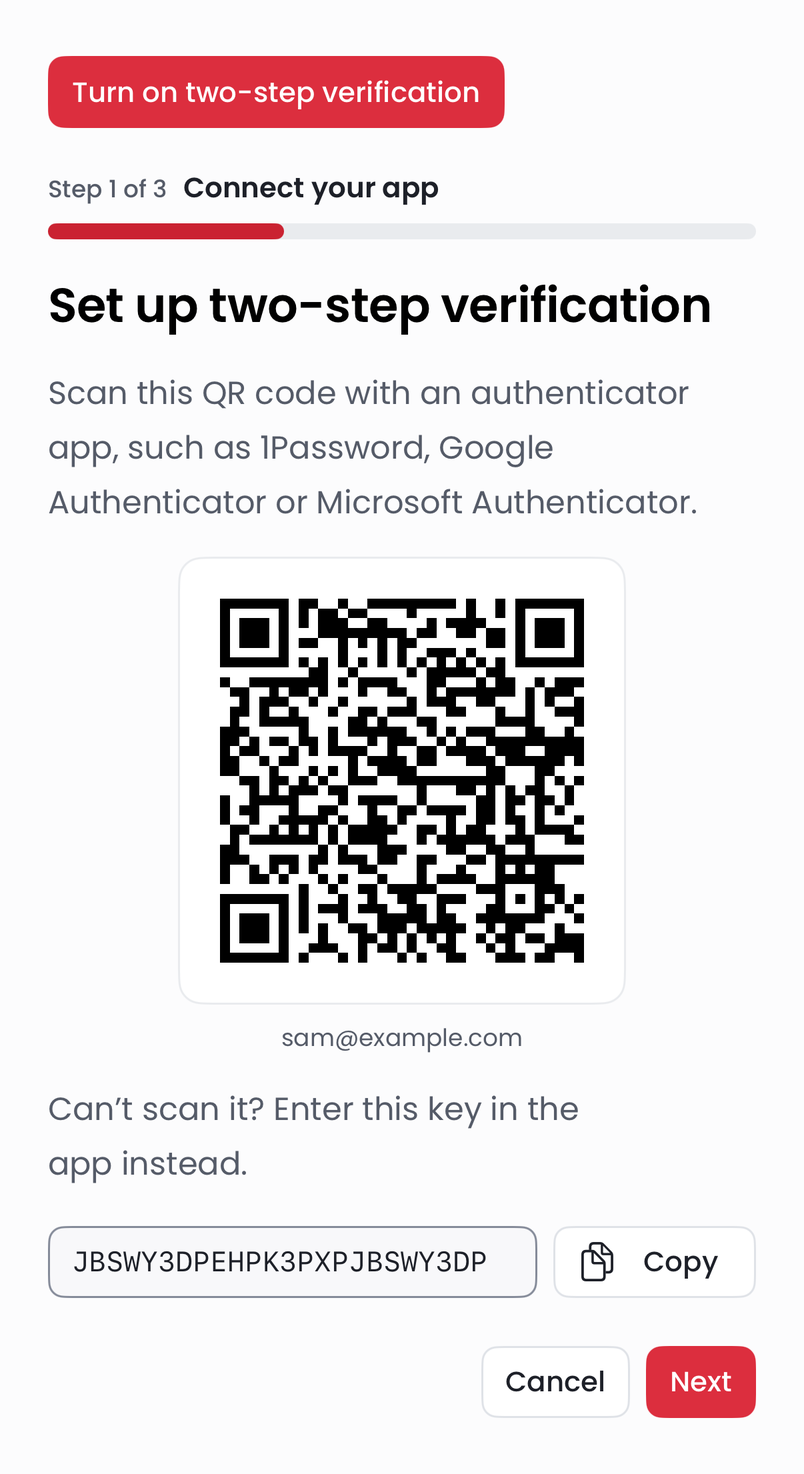 Turn on two-step verification
Step 1 of 3 Connect your app
Set up two-step verification
Scan this QR code with an authenticator
app, such as 1Password, Google
Authenticator or Microsoft Authenticator.
sam@example.com
Can’t scan it? Enter this key in the
app instead.
JBSWY3DPEHPK3PXPJBSWY3DP
Copy
Cancel
Next